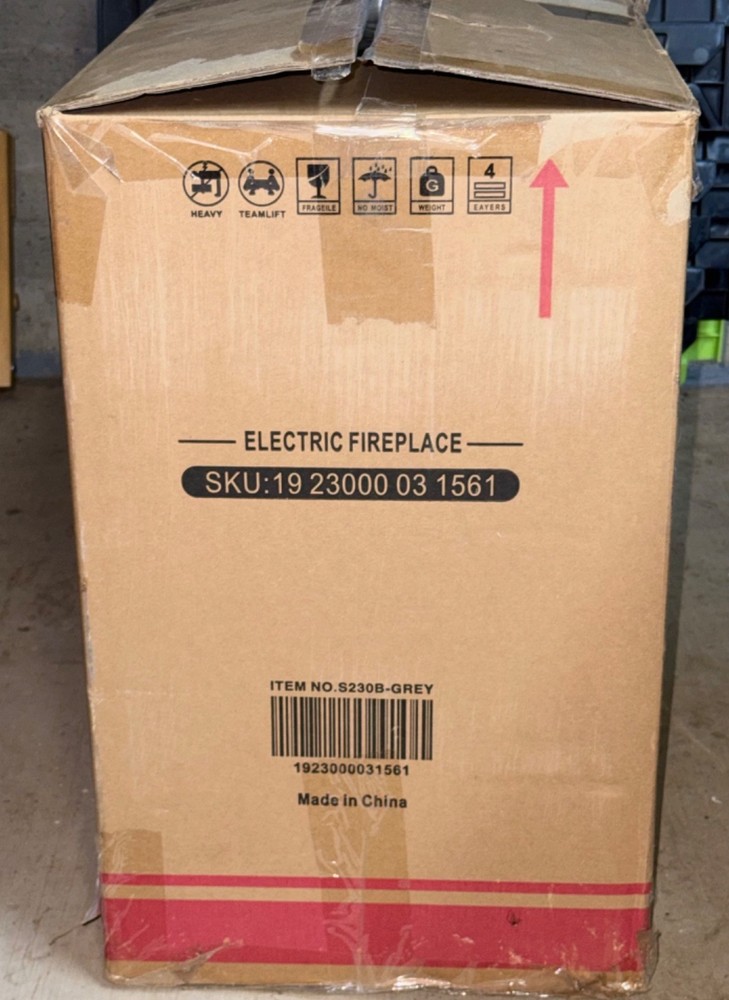 HEAVY TEAMLIFT FRAGEILE NO MOIST G WEIGHT 4 EAYERS
ELECTRIC FIREPLACE
SKU:19 23000 03 1561
ITEM NO.S230B-GREY
1923000031561
Made in China